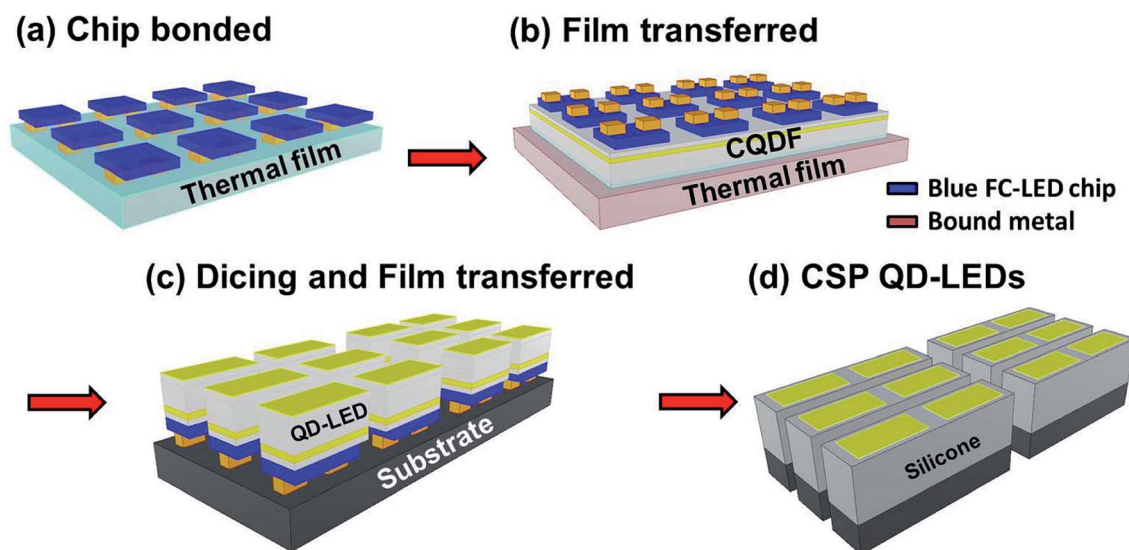 (a) Chip bonded
(b) Film transferred
Thermal film
CQDF
Thermal film
Blue FC-LED chip
Bound metal
(c) Dicing and Film transferred
(d) CSP QD-LEDs
QD-LED
Substrate
Silicone